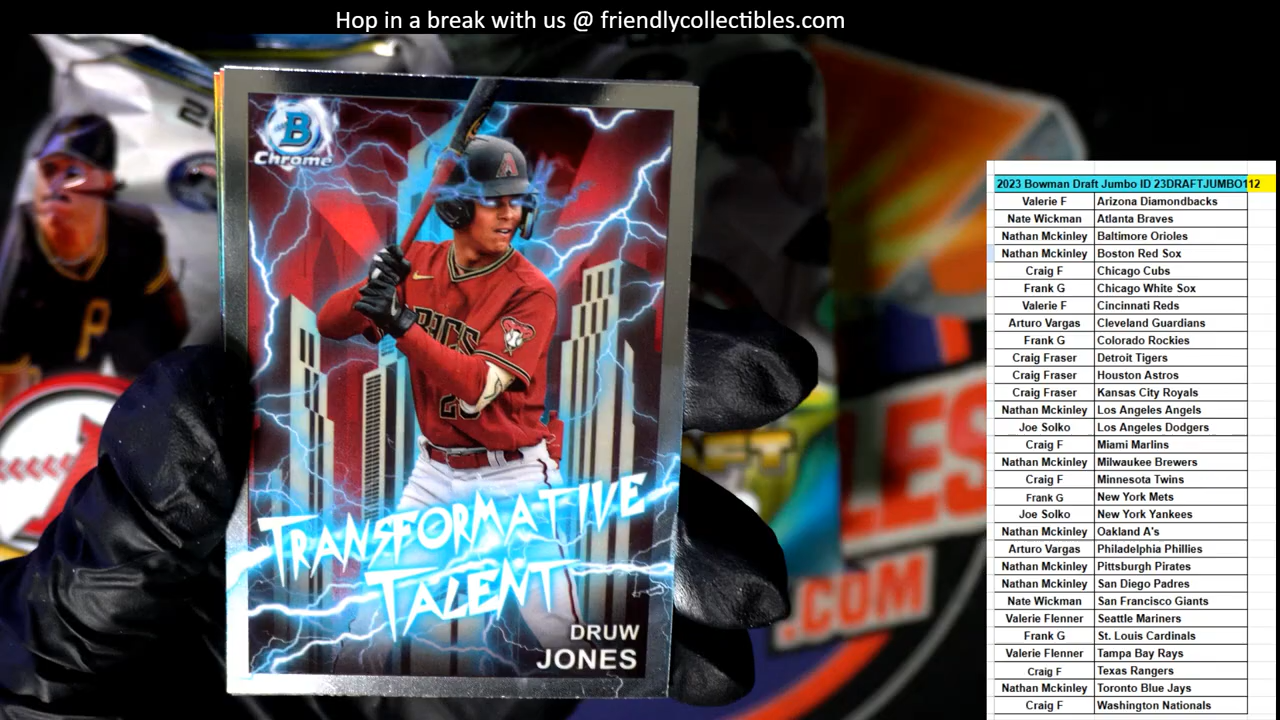 Hop in a break with us @ friendlycollectibles.com
B
Chrome
TRANSFORMATIVE
TALENT
DRUW
JONES
.COM
2023 Bowman Draft Jumbo ID 23DRAFTJUMBO112
Valerie F Arizona Diamondbacks
Nate Wickman Atlanta Braves
Nathan Mckinley Baltimore Orioles
Nathan Mckinley Boston Red Sox
Craig F Chicago Cubs
Frank G Chicago White Sox
Valerie F Cincinnati Reds
Arturo Vargas Cleveland Guardians
Frank G Colorado Rockies
Craig Fraser Detroit Tigers
Craig Fraser Houston Astros
Craig Fraser Kansas City Royals
Nathan Mckinley Los Angeles Angels
Joe Solko Los Angeles Dodgers
Craig F Miami Marlins
Nathan Mckinley Milwaukee Brewers
Craig F Minnesota Twins
Frank G New York Mets
Joe Solko New York Yankees
Nathan Mckinley Oakland A's
Arturo Vargas Philadelphia Phillies
Nathan Mckinley Pittsburgh Pirates
Nathan Mckinley San Diego Padres
Nate Wickman San Francisco Giants
Valerie Flenner Seattle Mariners
Frank G St. Louis Cardinals
Valerie Flenner Tampa Bay Rays
Craig F Texas Rangers
Nathan Mckinley Toronto Blue Jays
Craig F Washington Nationals